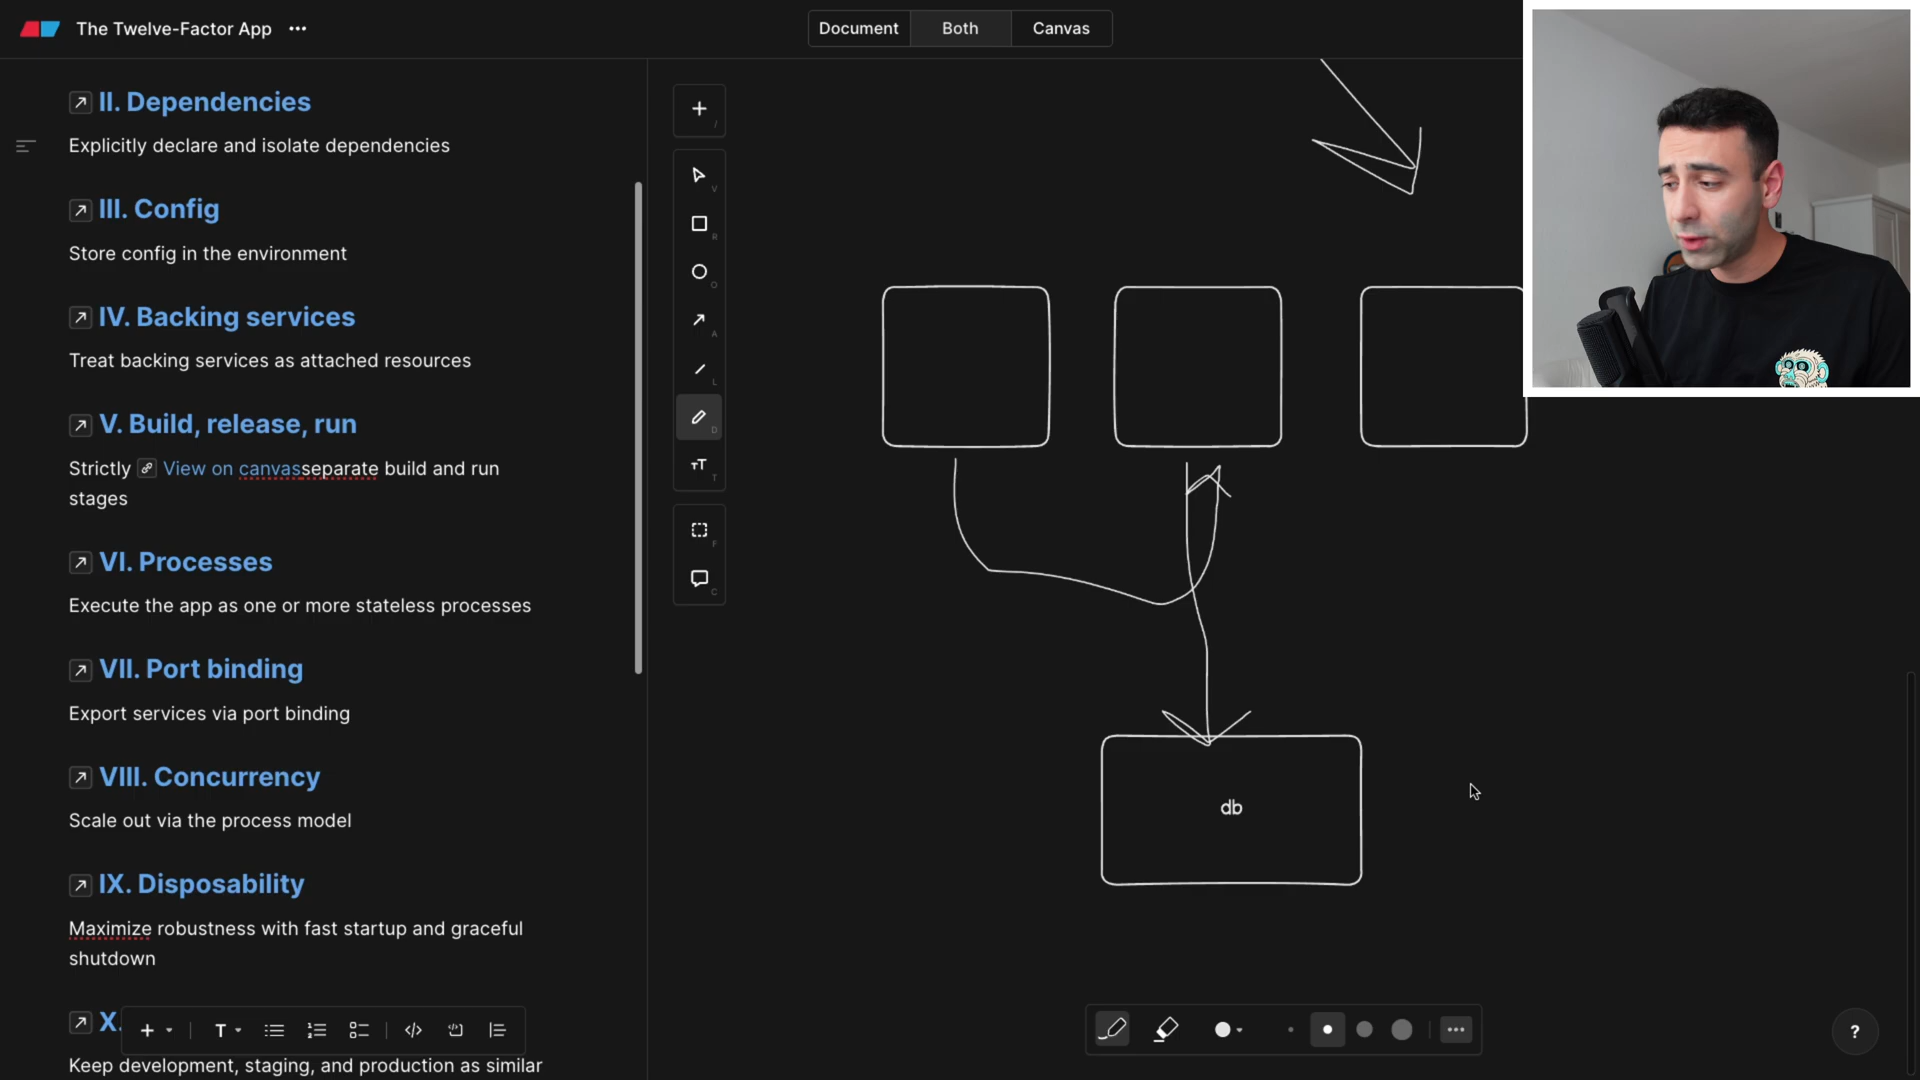 The Twelve-Factor App
Document
Both
Canvas
II. Dependencies
Explicitly declare and isolate dependencies
III. Config
Store config in the environment
IV. Backing services
Treat backing services as attached resources
V. Build, release, run
Strictly View on canvasseparate build and run
stages
VI. Processes
Execute the app as one or more stateless processes
VII. Port binding
Export services via port binding
VIII. Concurrency
Scale out via the process model
IX. Disposability
Maximize robustness with fast startup and graceful
shutdown
X.
Keep development, staging, and production as similar
/
V
R
O
A
L
D
T
F
C
db
T
?